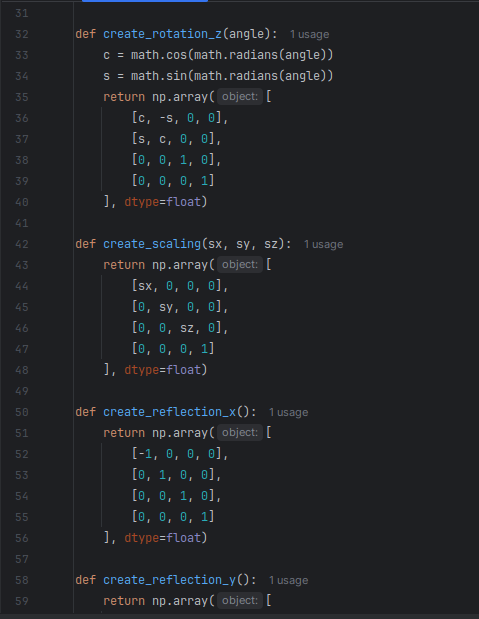 31
32 def create_rotation_z(angle): 1 usage
33 c = math.cos(math.radians(angle))
34 s = math.sin(math.radians(angle))
35 return np.array( object: [
36 [c, -s, 0, 0],
37 [s, c, 0, 0],
38 [0, 0, 1, 0],
39 [0, 0, 0, 1]
40 ], dtype=float)
41
42 def create_scaling(sx, sy, sz): 1 usage
43 return np.array( object: [
44 [sx, 0, 0, 0],
45 [0, sy, 0, 0],
46 [0, 0, sz, 0],
47 [0, 0, 0, 1]
48 ], dtype=float)
49
50 def create_reflection_x(): 1 usage
51 return np.array( object: [
52 [-1, 0, 0, 0],
53 [0, 1, 0, 0],
54 [0, 0, 1, 0],
55 [0, 0, 0, 1]
56 ], dtype=float)
57
58 def create_reflection_y(): 1 usage
59 return np.array( object: [